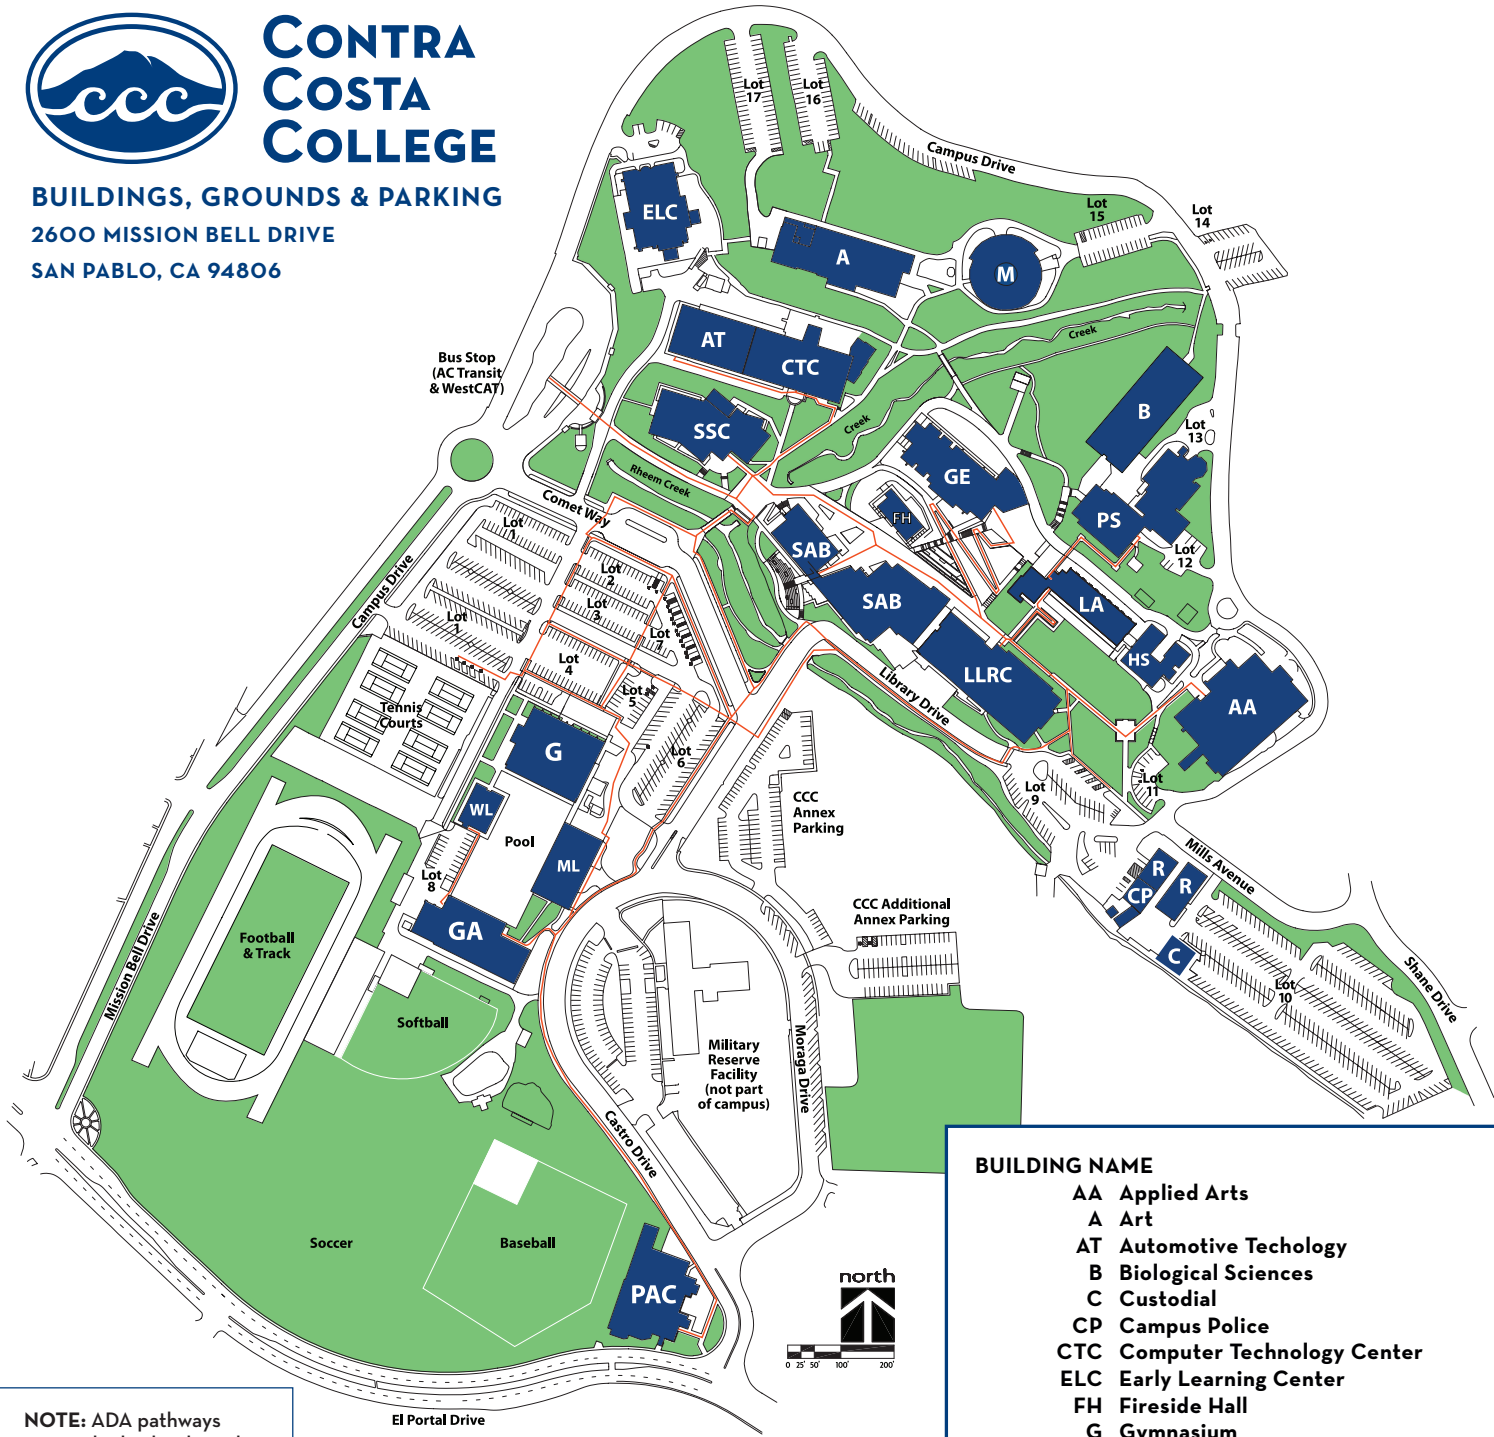 ccc
CONTRA
COSTA
COLLEGE
BUILDINGS, GROUNDS & PARKING
2600 MISSION BELL DRIVE
SAN PABLO, CA 94806
Lot
17
Lot
16
Campus Drive
Lot
15
Lot
14
ELC
A
M
Creek
AT
CTC
Bus Stop
(AC Transit
& WestCAT)
SSC
Creek
B
Lot
13
Rheem Creek
GE
Comet Way
FH
PS
Lot
1
SAB
Lot
12
Lot
2
Campus Drive
Lot
3
SAB
LA
Lot
1
Lot
7
Lot
4
HS
LLRC
Library Drive
Lot
5
Tennis
Courts
AA
G
Lot
6
Lot
11
Lot
9
CCC
Annex
Parking
WL
Pool
ML
Mills Avenue
Lot
8
R
R
CP
CCC Additional
Annex Parking
GA
Football
& Track
Mission Bell Drive
C
Shane Drive
Lot
10
Softball
Military
Reserve
Facility
(not part
of campus)
Moraga Drive
Castro Drive
Soccer
Baseball
PAC
north
0 25' 50' 100' 200'
El Portal Drive
NOTE: ADA pathways
BUILDING NAME
AA Applied Arts
A Art
AT Automotive Techology
B Biological Sciences
C Custodial
CP Campus Police
CTC Computer Technology Center
ELC Early Learning Center
FH Fireside Hall
G Gymnasium